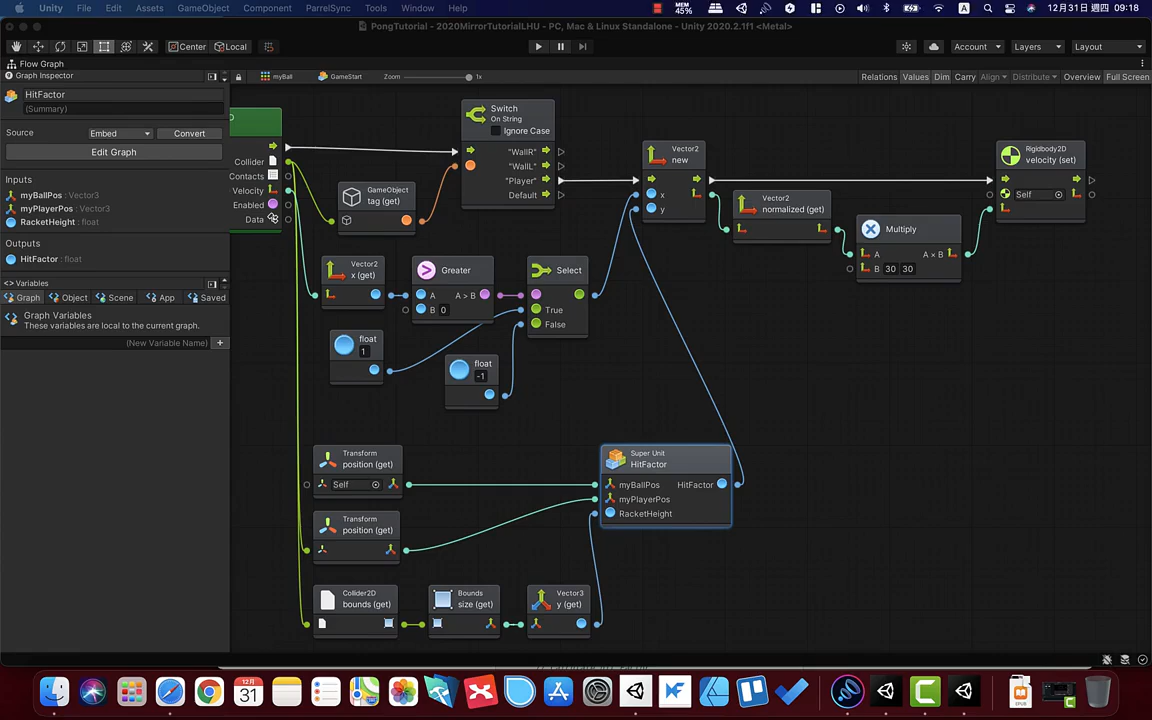 Unity File Edit Assets GameObject Component ParrelSync Tools Window Help
MEM 45%
A
12月31日 週四 09:18
PongTutorial - 2020MirrorTutorialLHU - PC, Mac & Linux Standalone - Unity 2020.2.1f1 <Metal>
Center Local
Account Layers Layout
Flow Graph
Graph Inspector
myBall GameStart Zoom 1x
Relations Values Dim Carry Align Distribute Overview Full Screen
HitFactor
(Summary)
Source Embed Convert
Edit Graph
Inputs
myBallPos: Vector3
myPlayerPos: Vector3
RacketHeight: float
Outputs
HitFactor: float
Variables
Graph Object Scene App Saved
Graph Variables
These variables are local to the current graph.
(New Variable Name) +
Collider
Contacts
Velocity
Enabled
Data
GameObject
tag (get)
Switch
On String
Ignore Case
"WallR"
"WallL"
"Player"
Default
Vector2
new
x
y
Vector2
normalized (get)
Multiply
A A × B
B 30 30
Rigidbody2D
velocity (set)
Self
Vector2
x (get)
Greater
A A > B
B 0
Select
True
False
float
1
float
-1
Transform
position (get)
Self
Transform
position (get)
Super Unit
HitFactor
myBallPos HitFactor
myPlayerPos
RacketHeight
Collider2D
bounds (get)
Bounds
size (get)
Vector3
y (get)
DEC
31
EPUB